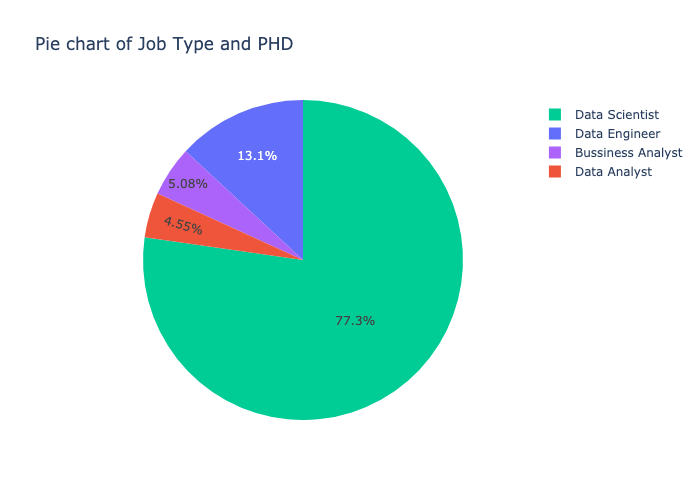 Pie chart of Job Type and PHD
Data Scientist
Data Engineer
Bussiness Analyst
Data Analyst
13.1%
5.08%
4.55%
77.3%